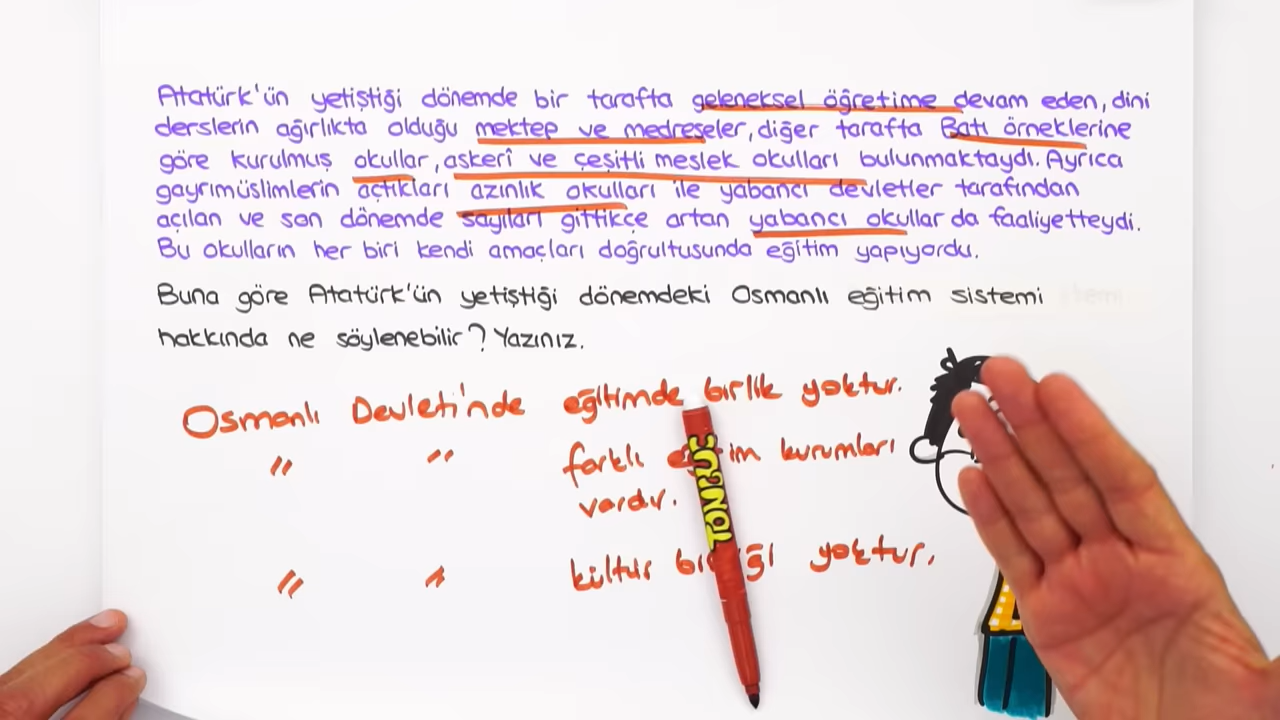 Atatürk'ün yetiştiği dönemde bir tarafta geleneksel öğretime devam eden, dini
derslerin ağırlıkta olduğu mektep ve medreseler, diğer tarafta Batı örneklerine
göre kurulmuş okullar, askerî ve çeşitli meslek okulları bulunmaktaydı. Ayrıca
gayrımüslimlerin açtıkları azınlık okulları ile yabancı devletler tarafından
açılan ve son dönemde sayıları gittikçe artan yabancı okullar da faaliyetteydi.
Bu okulların her biri kendi amaçları doğrultusunda eğitim yapıyordu.
Buna göre Atatürk'ün yetiştiği dönemdeki Osmanlı eğitim sistemi
hakkında ne söylenebilir? Yazınız.
Osmanlı Devleti'nde eğitimde birlik yoktur.
" " farklı kurumları
vardır.
" " kültür yoktur.
TONGUÇ